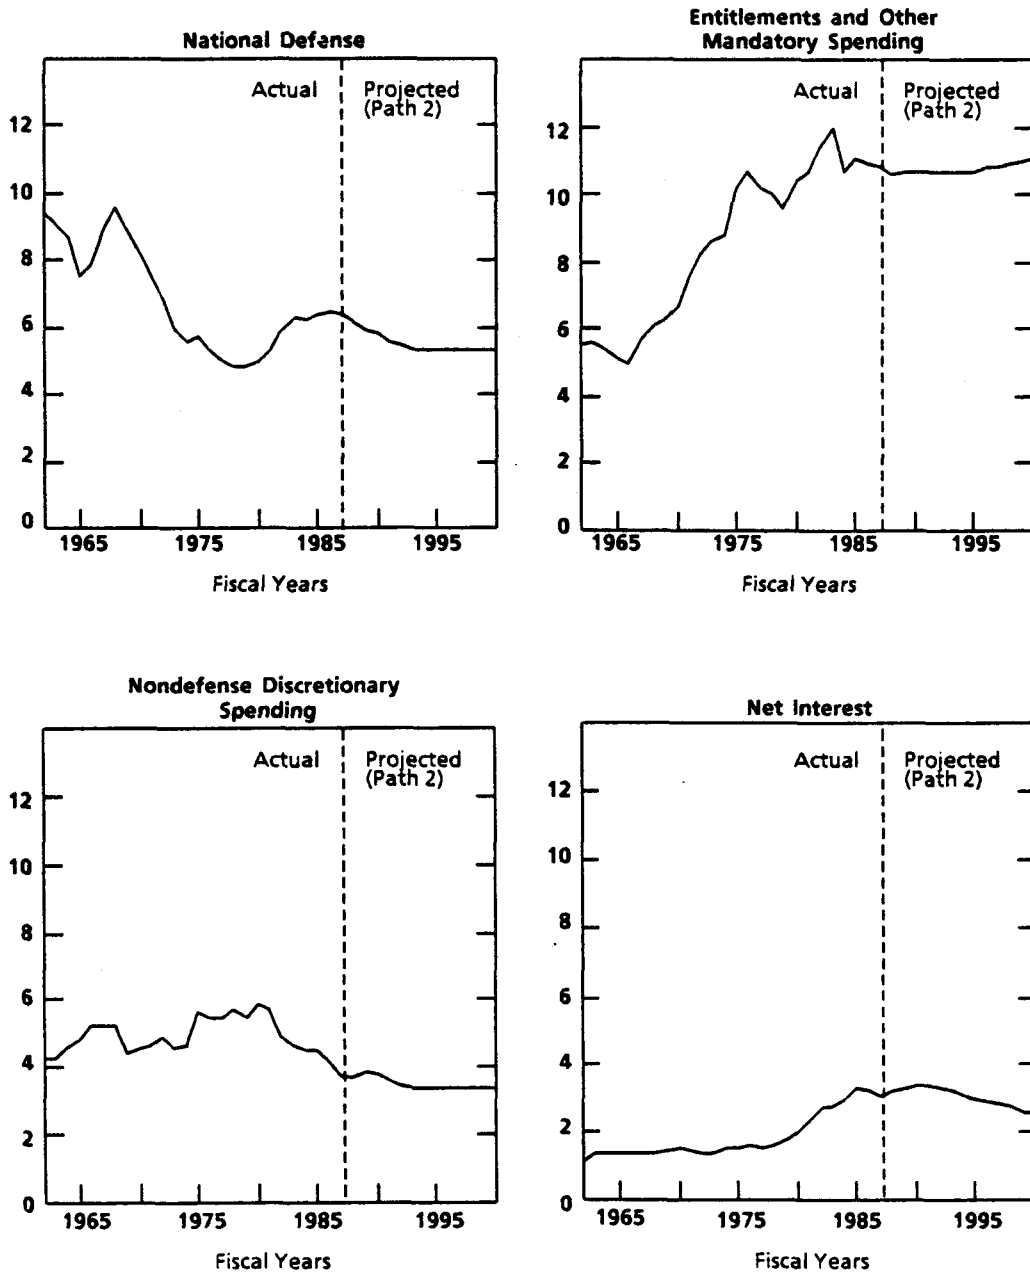 National Defense
Actual
Projected
(Path 2)
12
10
8
6
4
2
0
1965 1975 1985 1995
Fiscal Years
Entitlements and Other
Mandatory Spending
Actual
Projected
(Path 2)
12
10
8
6
4
2
0
1965 1975 1985 1995
Fiscal Years
Nondefense Discretionary
Spending
Actual
Projected
(Path 2)
12
10
8
6
4
2
0
1965 1975 1985 1995
Fiscal Years
Net Interest
Actual
Projected
(Path 2)
12
10
8
6
4
2
0
1965 1975 1985 1995
Fiscal Years